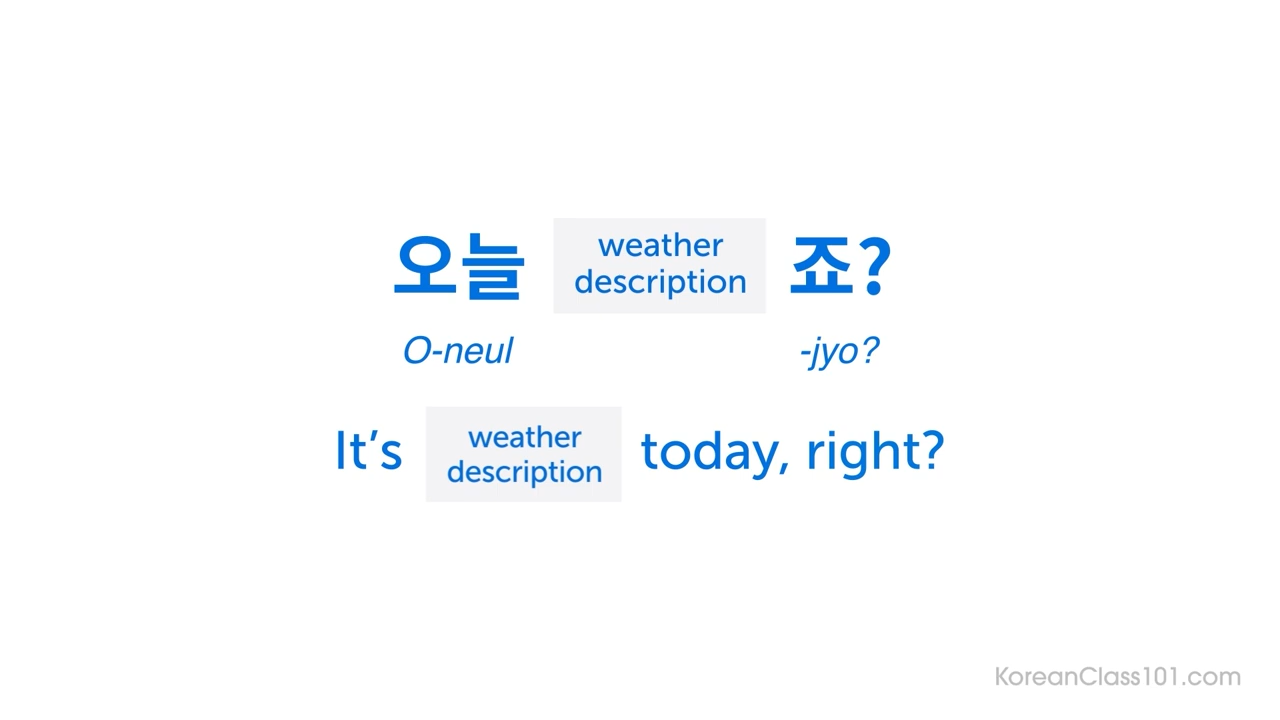 오늘 weather description 죠?
O-neul -jyo?
It's weather description today, right?
KoreanClass101.com